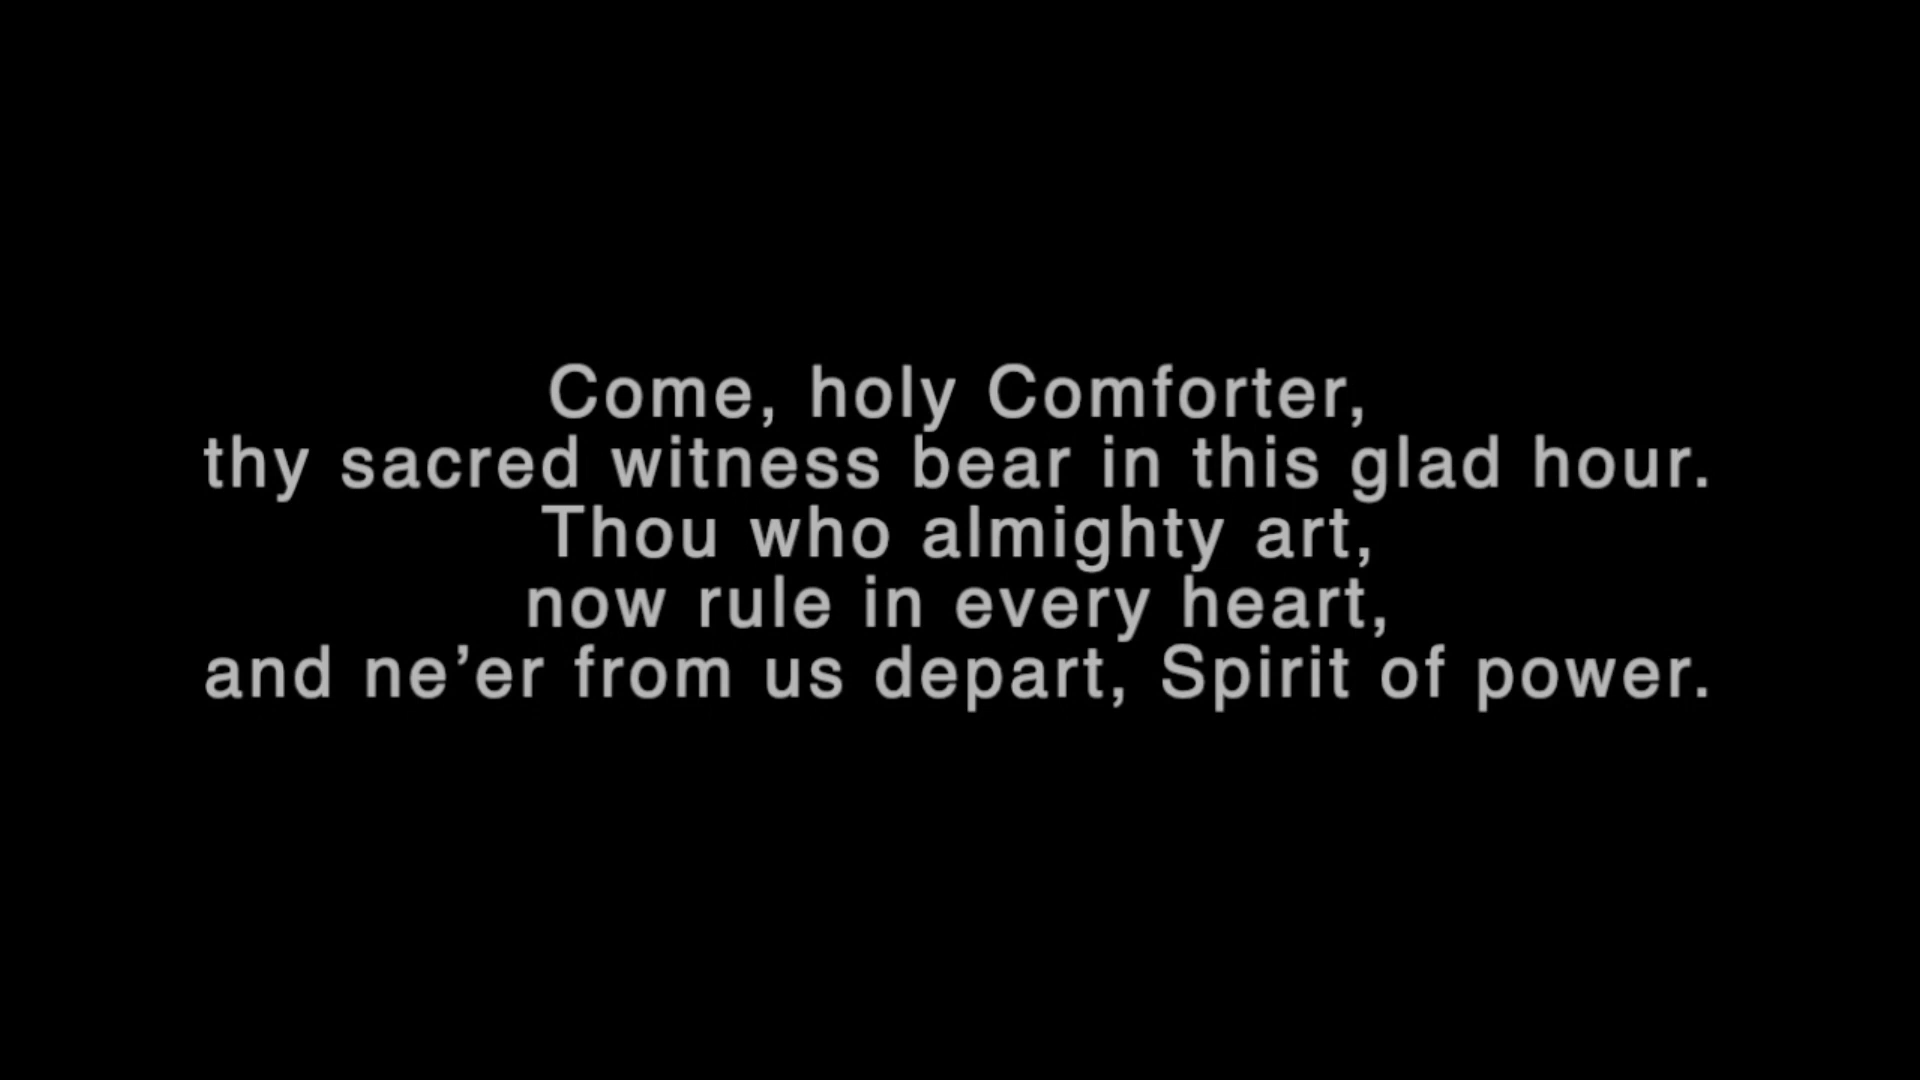 Come, holy Comforter,
thy sacred witness bear in this glad hour.
Thou who almighty art,
now rule in every heart,
and ne’er from us depart, Spirit of power.